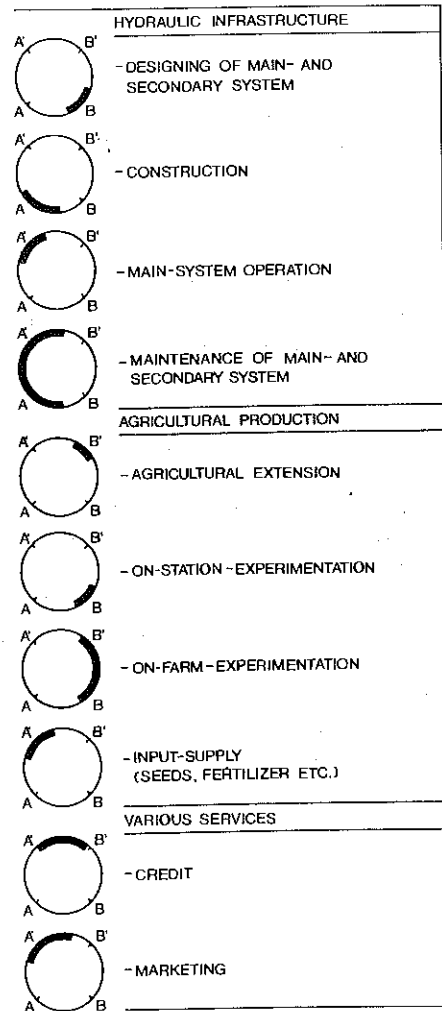 HYDRAULIC INFRASTRUCTURE
A' B'
- DESIGNING OF MAIN- AND
SECONDARY SYSTEM
A B
A' B'
- CONSTRUCTION
A B
A' B'
- MAIN-SYSTEM OPERATION
A B
A' B'
- MAINTENANCE OF MAIN- AND
SECONDARY SYSTEM
A B
AGRICULTURAL PRODUCTION
A' B'
- AGRICULTURAL EXTENSION
A B
A' B'
- ON-STATION-EXPERIMENTATION
A B
A' B'
- ON-FARM-EXPERIMENTATION
A B
A' B'
- INPUT-SUPPLY
(SEEDS, FERTILIZER ETC.)
A B
VARIOUS SERVICES
A' B'
- CREDIT
A B
A' B'
- MARKETING
A B